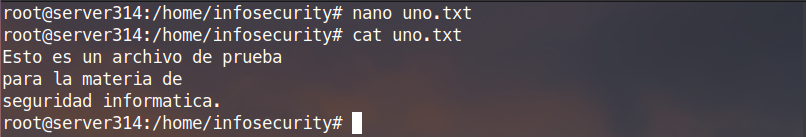 root@server314:/home/infosecurity# nano uno.txt
root@server314:/home/infosecurity# cat uno.txt
Esto es un archivo de prueba
para la materia de
seguridad informatica.
root@server314:/home/infosecurity#